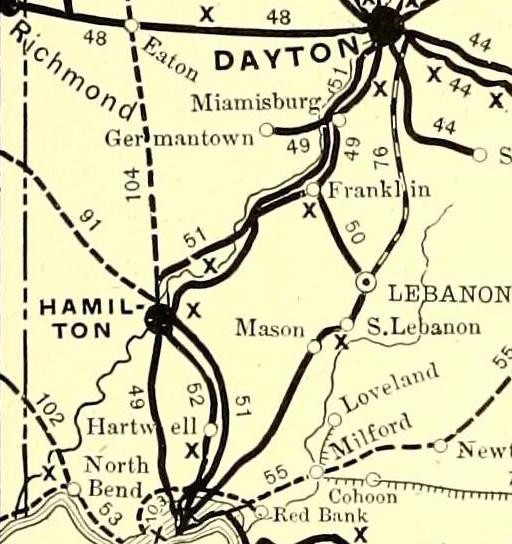 X
48
44
48
Eaton
DAYTON
Richmond
51
X
44
X
X
Miamisburg
Germantown
44
49
49
76
S
104
Franklin
X
91
51
50
X
LEBANON
HAMIL-
TON
X
Mason
S.Lebanon
X
55
49
52
51
Loveland
102
Hartwell
Milford
X
Newt
North
Bend
X
55
Cohoon
53
103
Red Bank
X
X